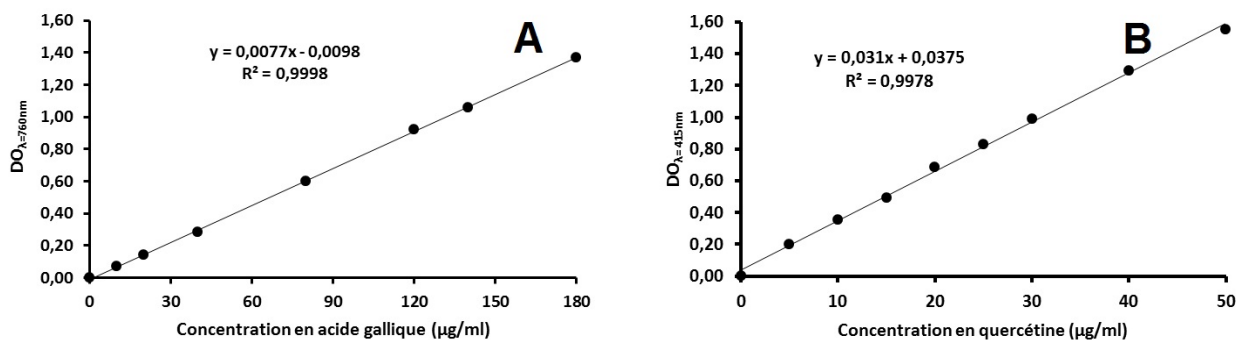 A
y = 0,0077x - 0,0098
R² = 0,9998
DOλ=760nm
1,60
1,40
1,20
1,00
0,80
0,60
0,40
0,20
0,00
0 30 60 90 120 150 180
Concentration en acide gallique (µg/ml)
B
y = 0,031x + 0,0375
R² = 0,9978
DOλ= 415nm
1,60
1,40
1,20
1,00
0,80
0,60
0,40
0,20
0,00
0 10 20 30 40 50
Concentration en quercétine (µg/ml)